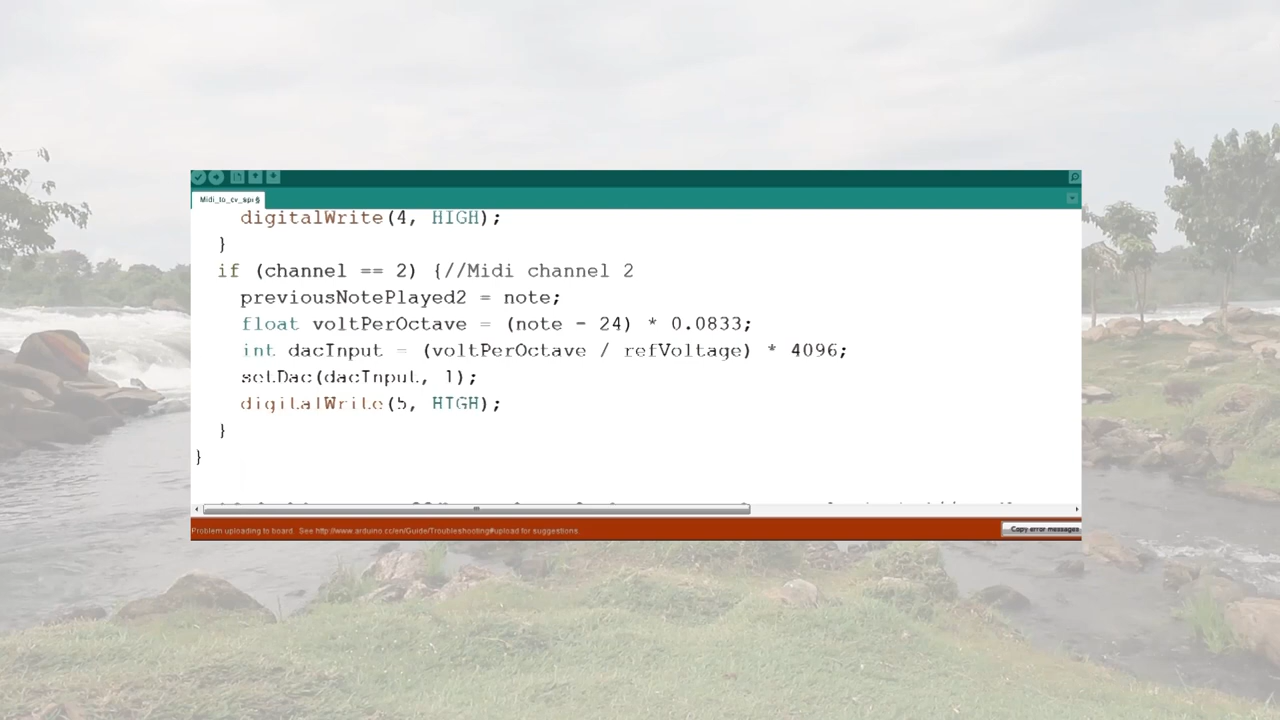 Midi_to_cv_spi§
digitalWrite(4, HIGH);
}
if (channel == 2) {//Midi channel 2
previousNotePlayed2 = note;
float voltPerOctave = (note - 24) * 0.0833;
int dacInput = (voltPerOctave / refVoltage) * 4096;
setDac(dacInput, 1);
digitalWrite(5, HIGH);
}
}
Problem uploading to board. See http://www.arduino.cc/en/Guide/Troubleshooting#upload for suggestions.
Copy error messages